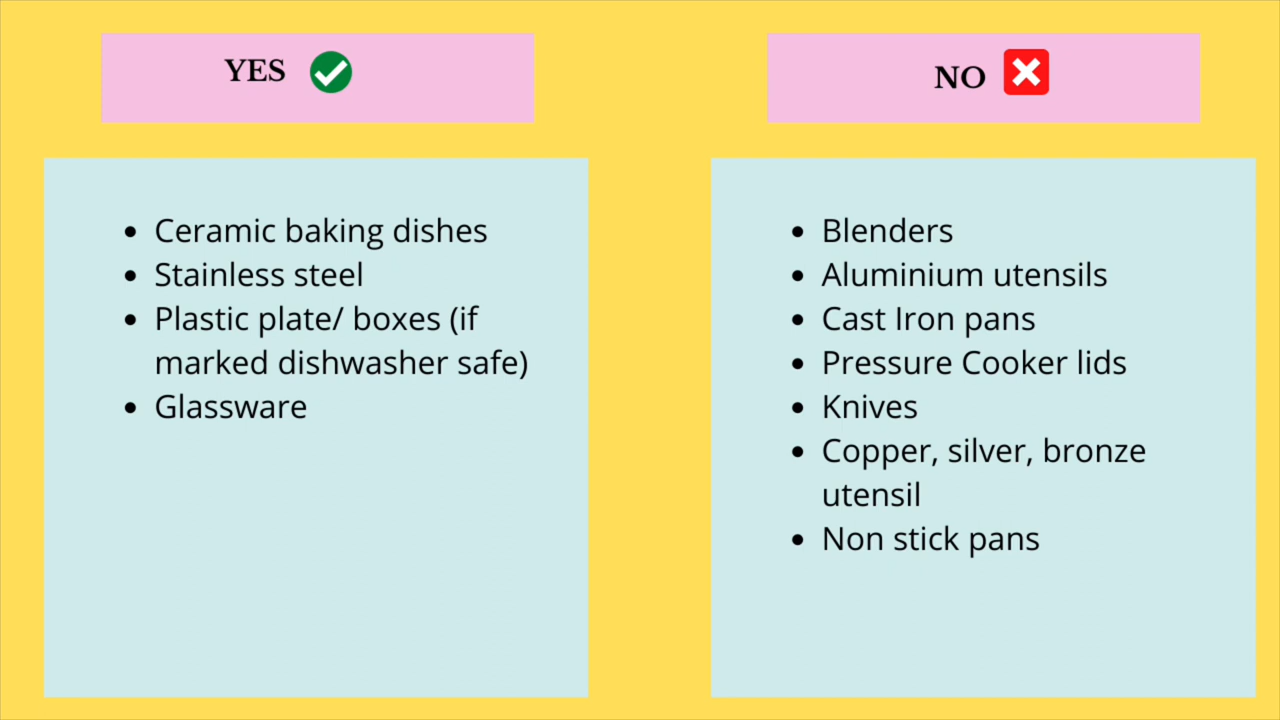 YES
• Ceramic baking dishes
• Stainless steel
• Plastic plate/ boxes (if
marked dishwasher safe)
• Glassware
NO
• Blenders
• Aluminium utensils
• Cast Iron pans
• Pressure Cooker lids
• Knives
• Copper, silver, bronze
utensil
• Non stick pans